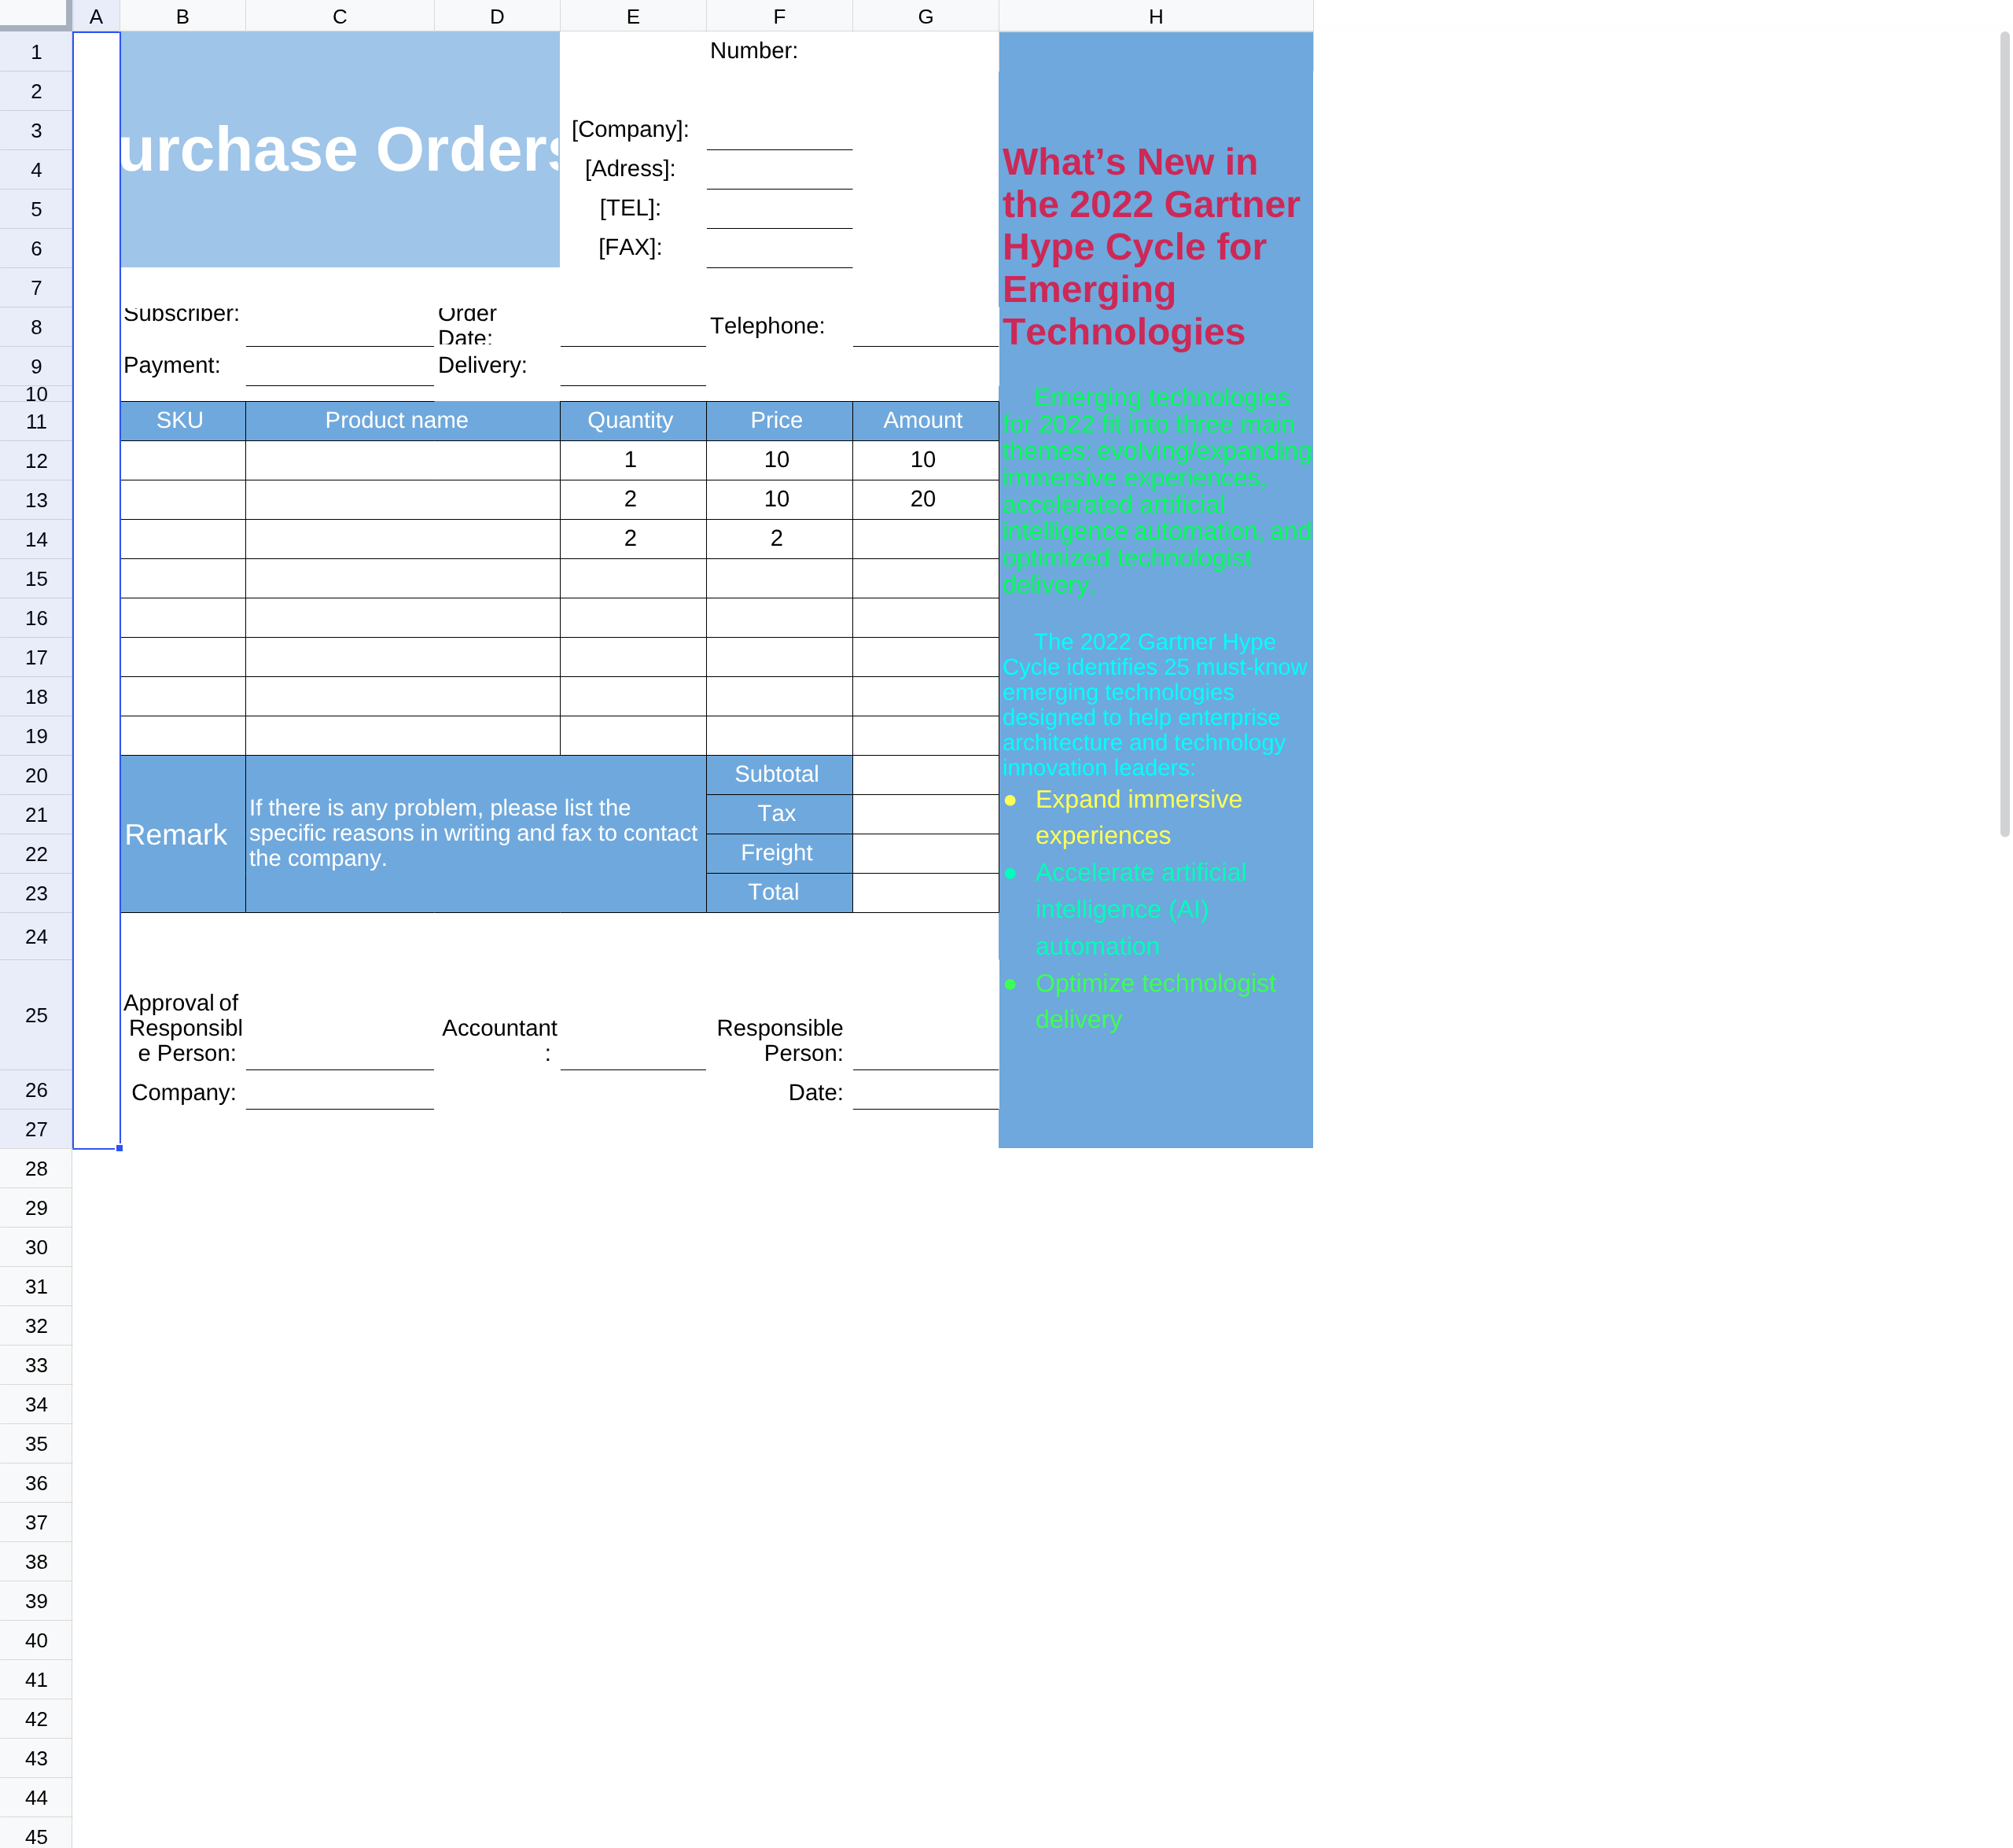 A B C D E F G H
1 Number:
2
3 [Company]:
urchase Orders
4 [Adress]:
5 [TEL]:
6 [FAX]:
7
8 Subscriber: Order Telephone:
Date:
9 Payment: Delivery:
10
11 SKU Product name Quantity Price Amount
12 1 10 10
13 2 10 20
14 2 2
15
16
17
18
19
20 Subtotal
21 Tax
22 Freight
23 Total
Remark
If there is any problem, please list the
specific reasons in writing and fax to contact
the company.
24
25
Approval of
Responsibl
e Person:
Accountant
:
Responsible
Person:
26 Company: Date:
27
28
29
30
31
32
33
34
35
36
37
38
39
40
41
42
43
44
45
What’s New in
the 2022 Gartner
Hype Cycle for
Emerging
Technologies
Emerging technologies
for 2022 fit into three main
themes: evolving/expanding
immersive experiences,
accelerated artificial
intelligence automation, and
optimized technologist
delivery.
The 2022 Gartner Hype
Cycle identifies 25 must-know
emerging technologies
designed to help enterprise
architecture and technology
innovation leaders:
● Expand immersive
experiences
● Accelerate artificial
intelligence (AI)
automation
● Optimize technologist
delivery